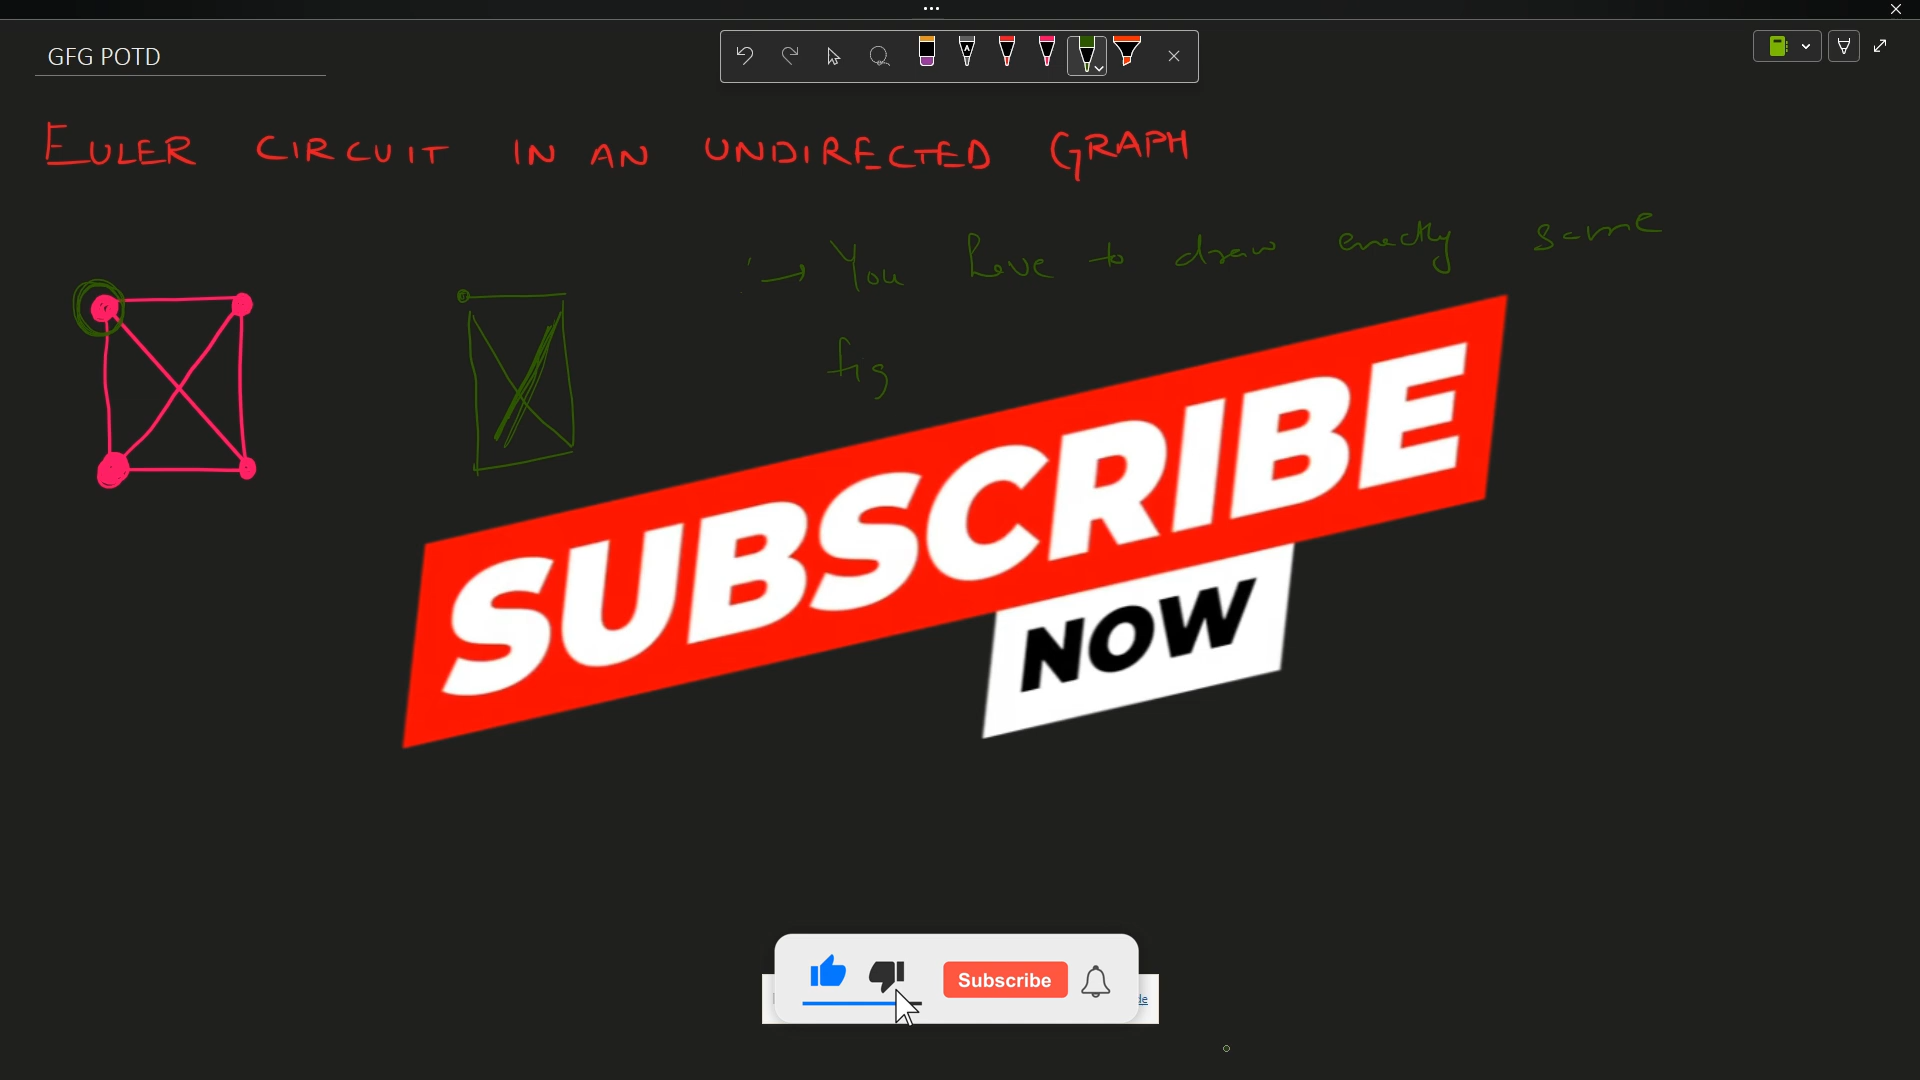 GFG POTD
EULER CIRCUIT IN AN UNDIRECTED GRAPH
You have to draw exactly same
fig
SUBSCRIBE
NOW
Subscribe